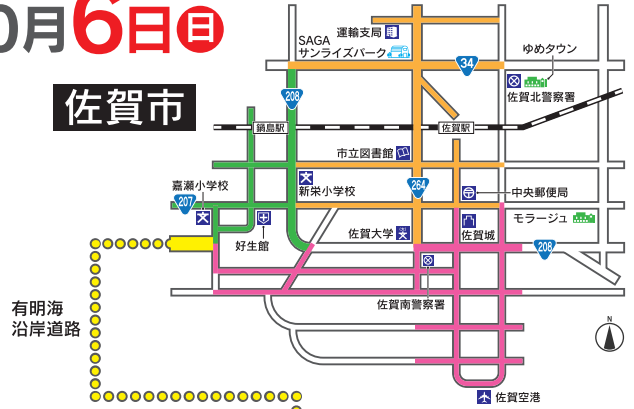 0月6日日
佐賀市
運輸支局
SAGA
サンライズパーク
34
ゆめタウン
佐賀北警察署
208
鍋島駅
佐賀駅
市立図書館
嘉瀬小学校
新栄小学校
264
中央郵便局
207
モラージュ
佐賀大学
佐賀城
好生館
208
佐賀南警察署
有明海
沿岸道路
N
佐賀空港